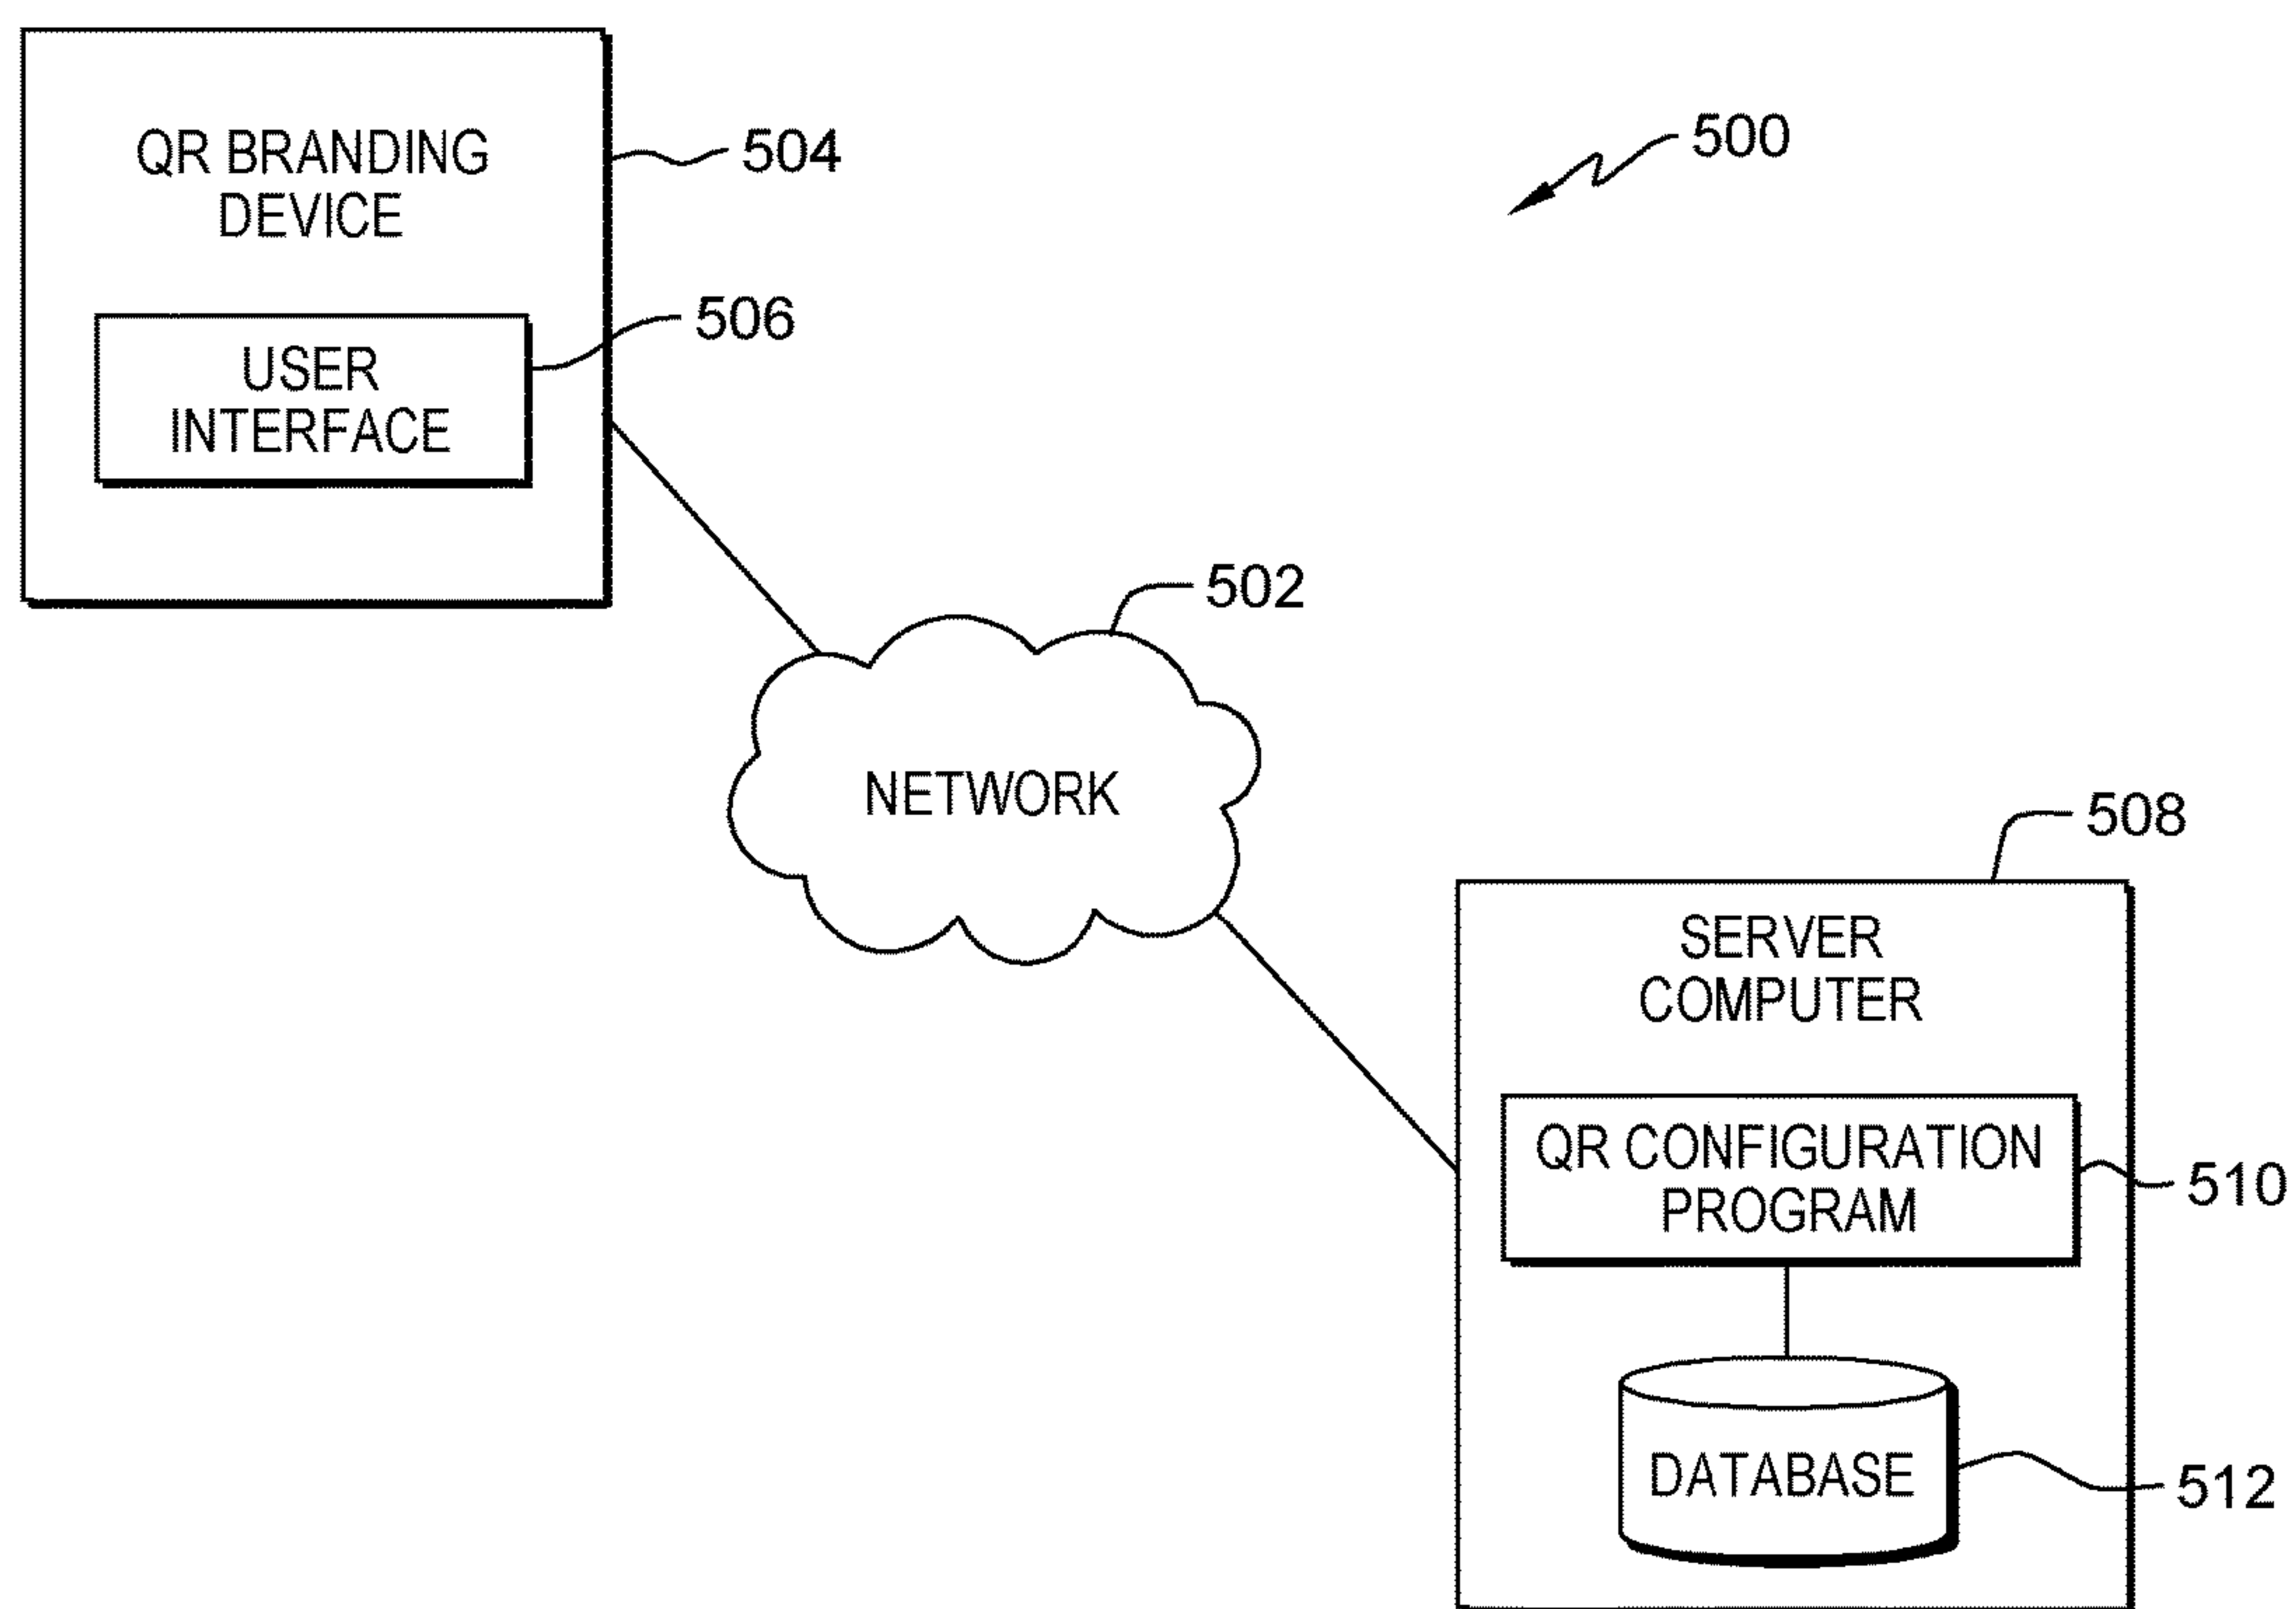 QR BRANDING
DEVICE
504
500
USER
INTERFACE
506
502
NETWORK
508
SERVER
COMPUTER
QR CONFIGURATION
PROGRAM
510
DATABASE
512